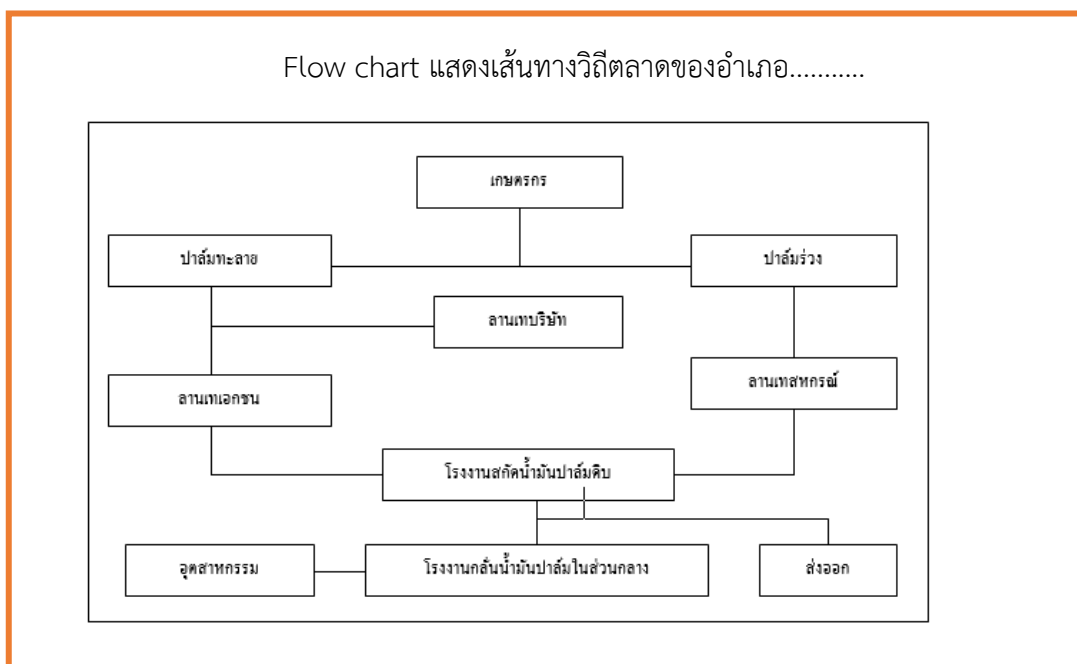 Flow chart แสดงเส้นทางวิถีตลาดของอำเภอ...........
เกษตรกร
ปาล์มทะลาย
ปาล์มร่วง
ลานเทบริษัท
ลานเทเอกชน
ลานเทสหกรณ์
โรงงานสกัดน้ำมันปาล์มดิบ
อุตสาหกรรม
โรงงานกลั่นน้ำมันปาล์มในส่วนกลาง
ส่งออก